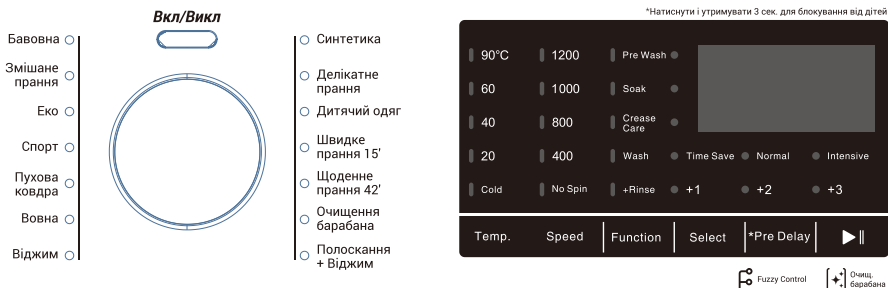 *Натиснути і утримувати 3 сек. для блокування від дітей
Вкл/Викл
Бавовна
Змішане
прання
Еко
Спорт
Пухова
ковдра
Вовна
Віджим
Синтетика
Делікатне
прання
Дитячий одяг
Швидке
прання 15'
Щоденне
прання 42'
Очищення
барабана
Полоскання
+ Віджим
90°C 1200 Pre Wash
60 1000 Soak
40 800 Crease
Care
20 400 Wash Time Save Normal Intensive
Cold No Spin +Rinse +1 +2 +3
Temp. Speed Function Select *Pre Delay
Fuzzy Control
Очищ.
барабана